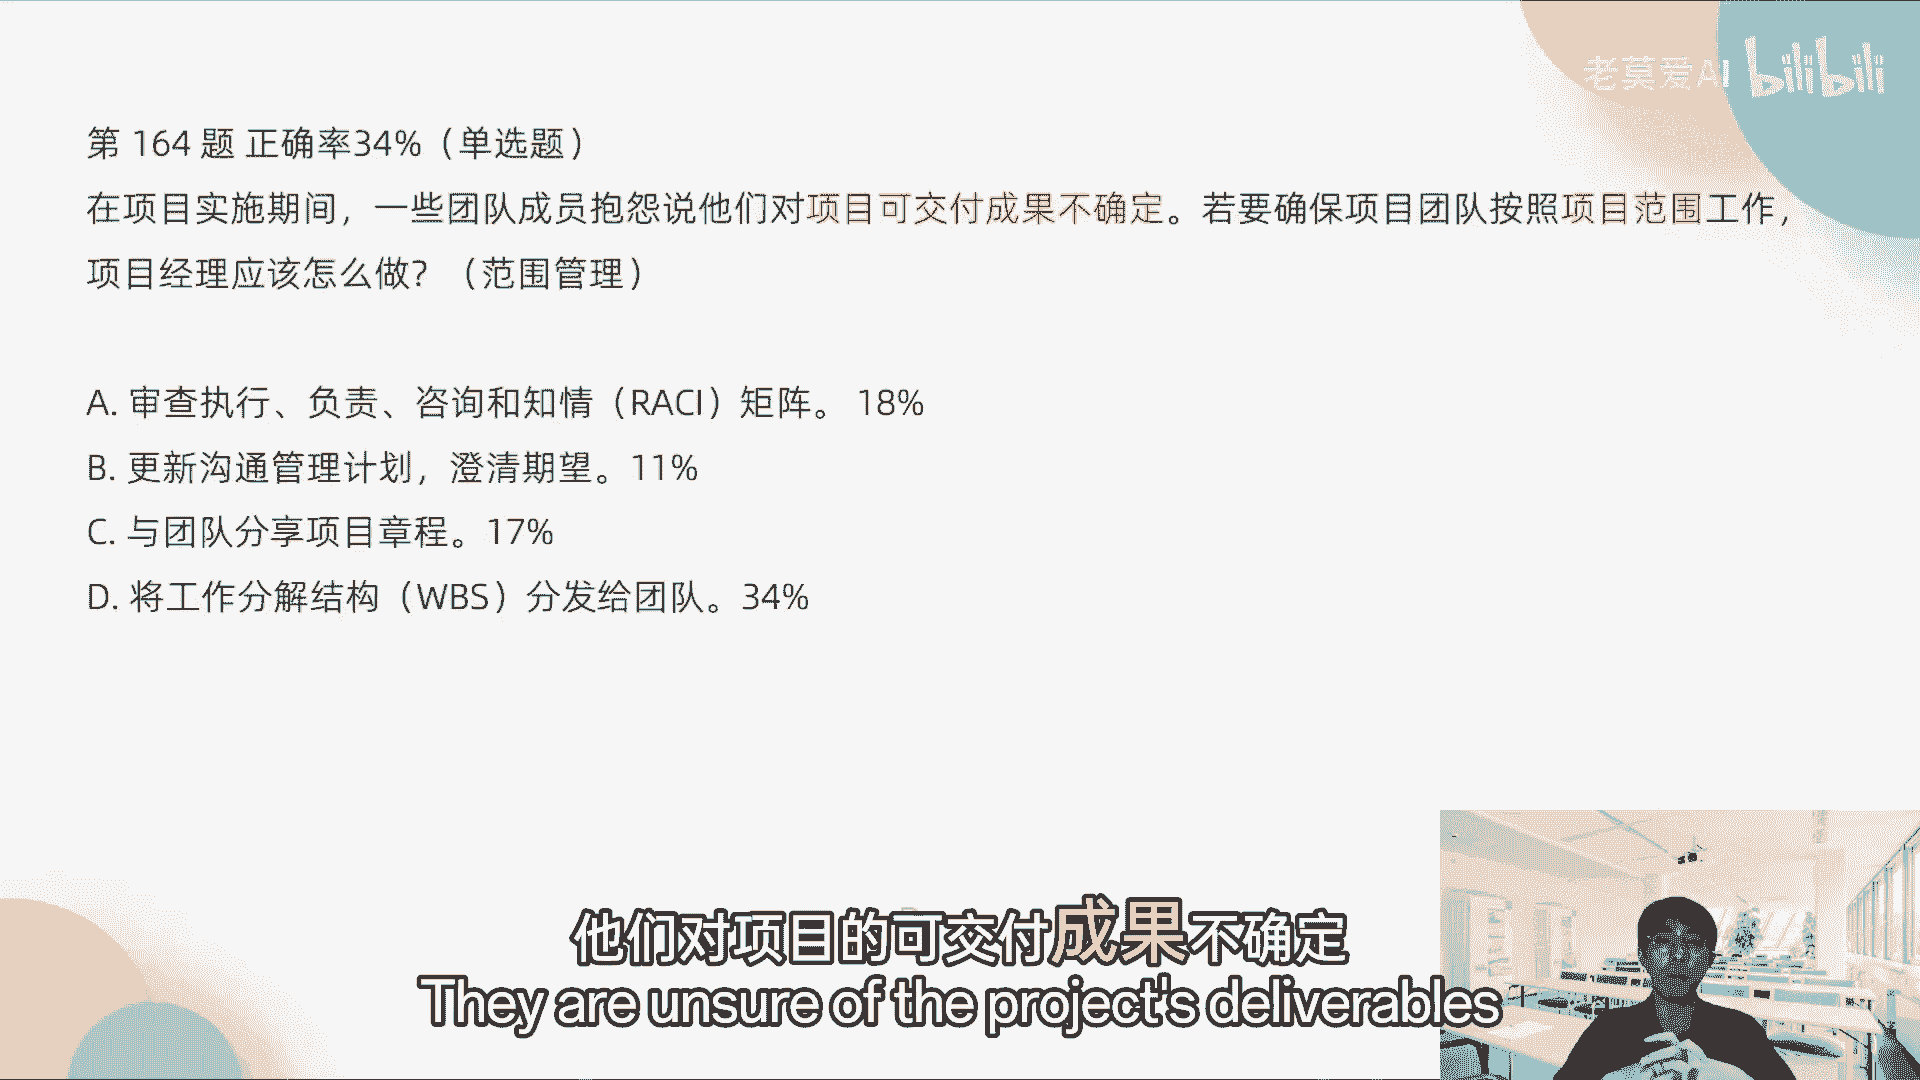 老莫爱AI bilibili
第 164 题 正确率34%（单选题）
在项目实施期间，一些团队成员抱怨说他们对项目可交付成果不确定。若要确保项目团队按照项目范围工作，
项目经理应该怎么做？（范围管理）
A. 审查执行、负责、咨询和知情（RACI）矩阵。 18%
B. 更新沟通管理计划，澄清期望。11%
C. 与团队分享项目章程。17%
D. 将工作分解结构（WBS）分发给团队。34%
他们对项目的可交付成果不确定
They are unsure of the project's deliverables